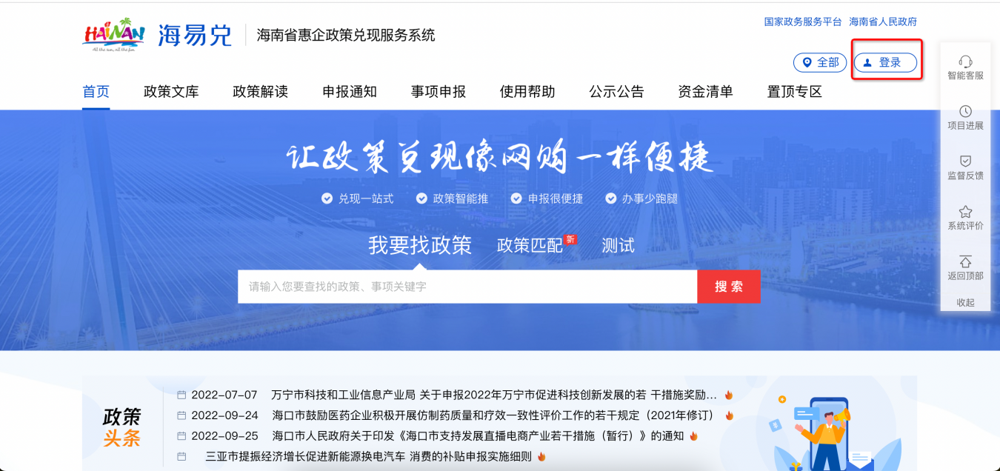 国家政务服务平台 海南省人民政府
HAINAN 海易兑 海南省惠企政策兑现服务系统
All the sun, all the fun
全部 登录
首页 政策文库 政策解读 申报通知 事项申报 使用帮助 公示公告 资金清单 置顶专区
智能客服
项目进展
监督反馈
系统评价
返回顶部
收起
让政策兑现像网购一样便捷
兑现一站式 政策智能推 申报很便捷 办事少跑腿
我要找政策 政策匹配 新 测试
请输入您要查找的政策、事项关键字 搜 索
政策
头条
2022-07-07 万宁市科技和工业信息产业局 关于申报2022年万宁市促进科技创新发展的若 干措施奖励...
2022-09-24 海口市鼓励医药企业积极开展仿制药质量和疗效一致性评价工作的若干规定（2021年修订）
2022-09-25 海口市人民政府关于印发《海口市支持发展直播电商产业若干措施（暂行）》的通知
三亚市提振经济增长促进新能源换电汽车 消费的补贴申报实施细则